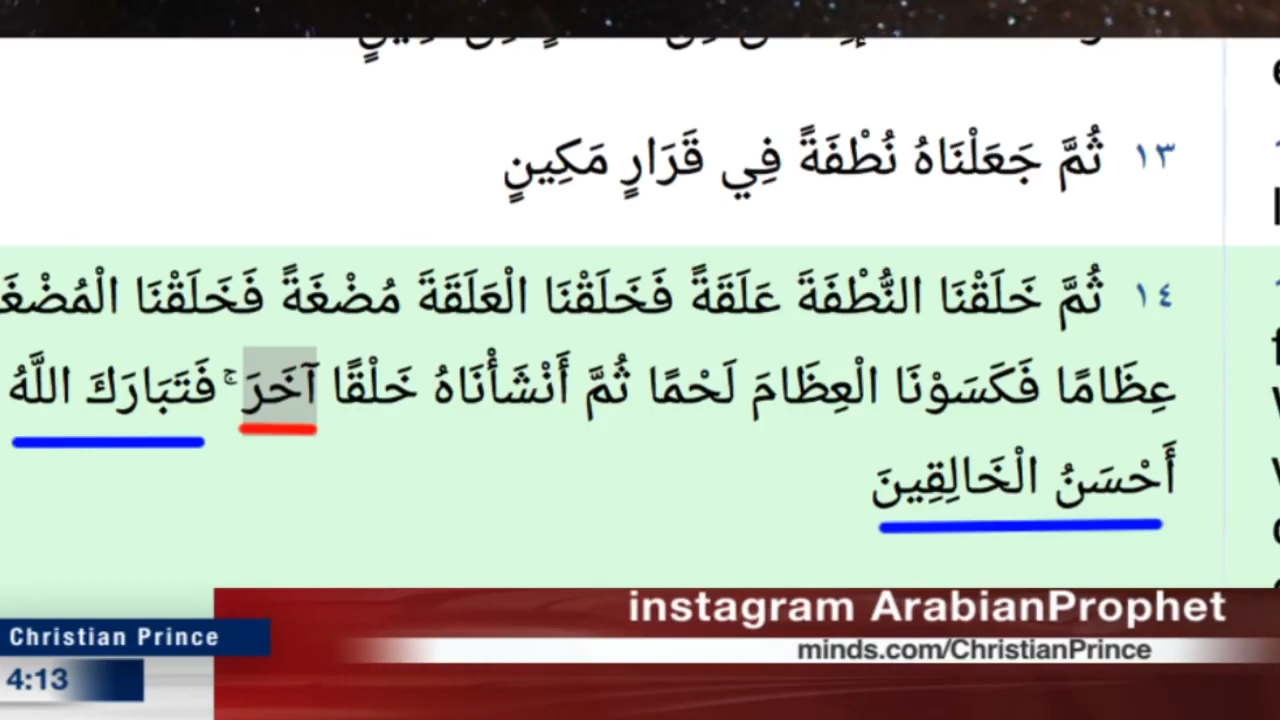 ١٣ ثُمَّ جَعَلْنَاهُ نُطْفَةً فِي قَرَارٍ مَكِينٍ
١٤ ثُمَّ خَلَقْنَا النُّطْفَةَ عَلَقَةً فَخَلَقْنَا الْعَلَقَةَ مُضْغَةً فَخَلَقْنَا
عِظَامًا فَكَسَوْنَا الْعِظَامَ لَحْمًا ثُمَّ أَنْشَأْنَاهُ خَلْقًا آخَرَ ۚ فَتَبَارَكَ اللَّهُ
أَحْسَنُ الْخَالِقِينَ
instagram ArabianProphet
Christian Prince
minds.com/ChristianPrince
4:13